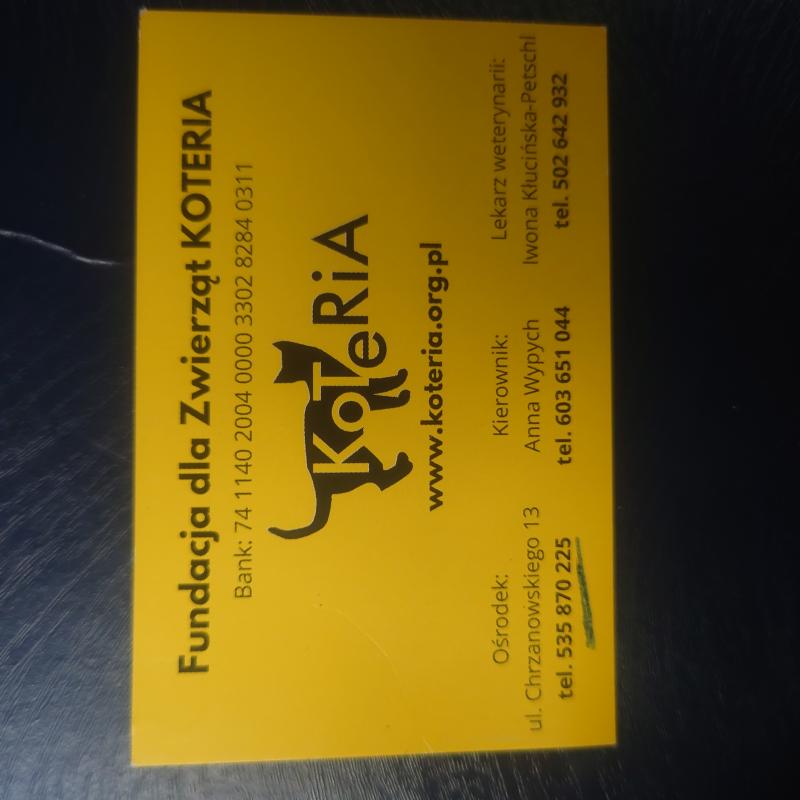 Fundacja dla Zwierząt KOTERIA
Bank: 74 1140 2004 0000 3302 8284 0311
KoTeRiA
www.koteria.org.pl
Ośrodek:
ul. Chrzanowskiego 13
tel. 535 870 225
Kierownik:
Anna Wypych
tel. 603 651 044
Lekarz weterynarii:
Iwona Kłucińska-Petschl
tel. 502 642 932